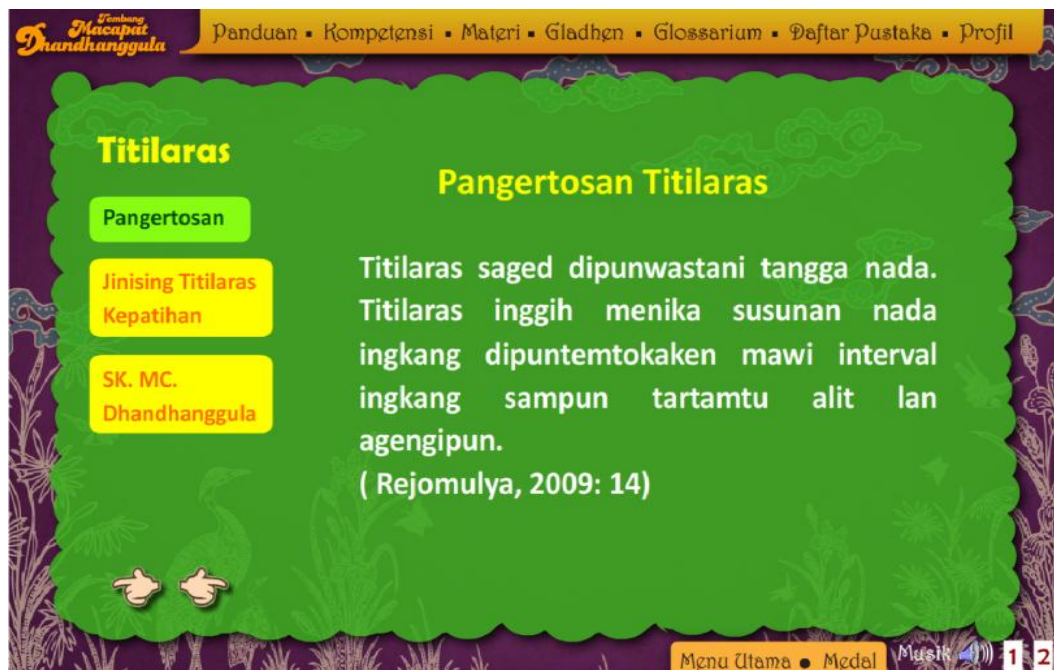 Tembang
Macapat
Dhandhanggula
Panduan ▪ Kompetensi ▪ Materi ▪ Gladhen ▪ Glossarium ▪ Daftar Pustaka ▪ Profil
Titilaras
Pangertosan
Jinising Titilaras
Kepatihan
SK. MC.
Dhandhanggula
Pangertosan Titilaras
Titilaras saged dipunwastani tangga nada.
Titilaras inggih menika susunan nada
ingkang dipuntemtokaken mawi interval
ingkang sampun tartamtu alit lan
agengipun.
( Rejomulya, 2009: 14)
Menu Utama ● Medal
Musik 1 2